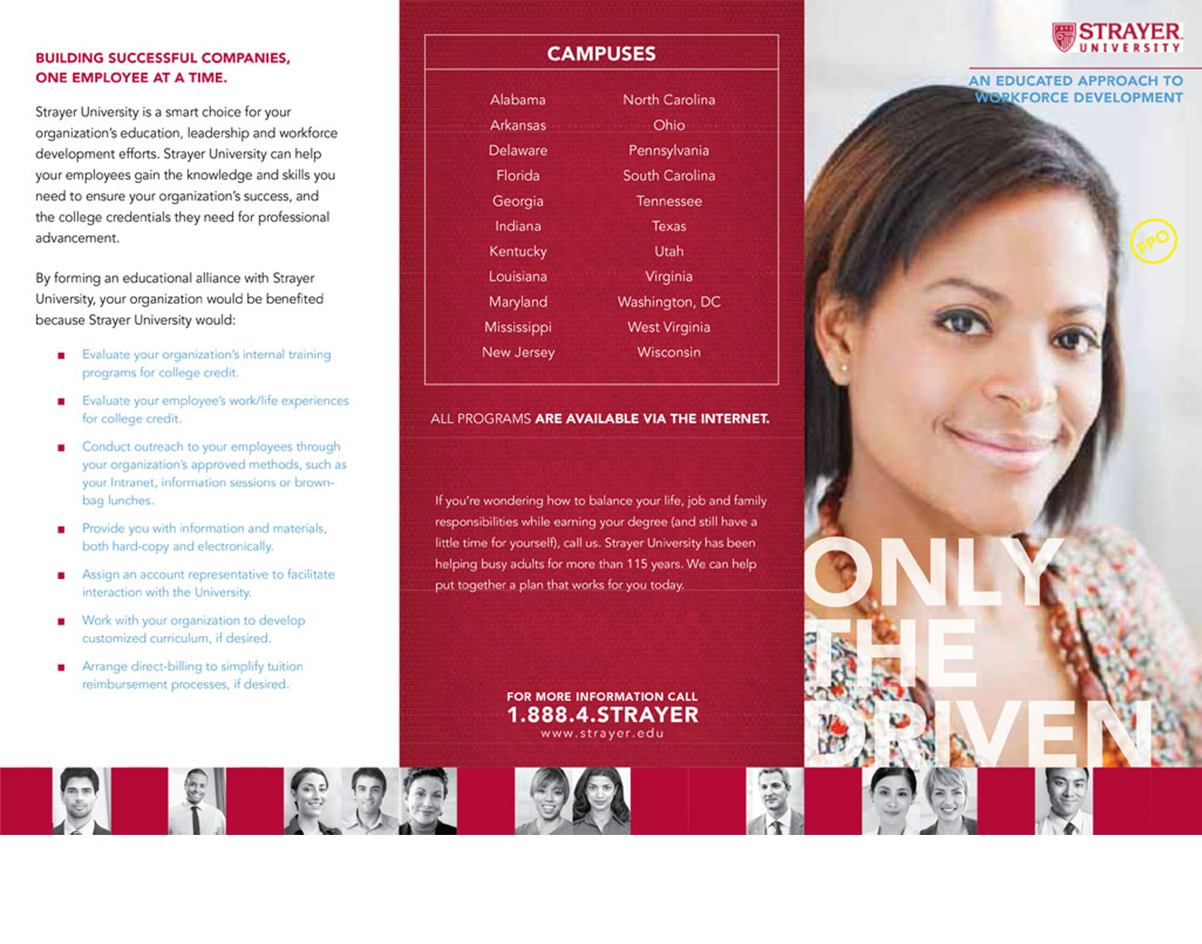 BUILDING SUCCESSFUL COMPANIES,
ONE EMPLOYEE AT A TIME.
Strayer University is a smart choice for your
organization’s education, leadership and workforce
development efforts. Strayer University can help
your employees gain the knowledge and skills you
need to ensure your organization’s success, and
the college credentials they need for professional
advancement.
By forming an educational alliance with Strayer
University, your organization would be benefited
because Strayer University would:
■ Evaluate your organization’s internal training
programs for college credit.
■ Evaluate your employee’s work/life experiences
for college credit.
■ Conduct outreach to your employees through
your organization’s approved methods, such as
your Intranet, information sessions or brown-
bag lunches.
■ Provide you with information and materials,
both hard-copy and electronically.
■ Assign an account representative to facilitate
interaction with the University.
■ Work with your organization to develop
customized curriculum, if desired.
■ Arrange direct-billing to simplify tuition
reimbursement processes, if desired.
CAMPUSES
Alabama
Arkansas
Delaware
Florida
Georgia
Indiana
Kentucky
Louisiana
Maryland
Mississippi
New Jersey
North Carolina
Ohio
Pennsylvania
South Carolina
Tennessee
Texas
Utah
Virginia
Washington, DC
West Virginia
Wisconsin
ALL PROGRAMS ARE AVAILABLE VIA THE INTERNET.
If you’re wondering how to balance your life, job and family
responsibilities while earning your degree (and still have a
little time for yourself), call us. Strayer University has been
helping busy adults for more than 115 years. We can help
put together a plan that works for you today.
FOR MORE INFORMATION CALL
1.888.4.STRAYER
www.strayer.edu
STRAYER
UNIVERSITY
AN EDUCATED APPROACH TO
WORKFORCE DEVELOPMENT
FPO
ONLY
THE
DRIVEN